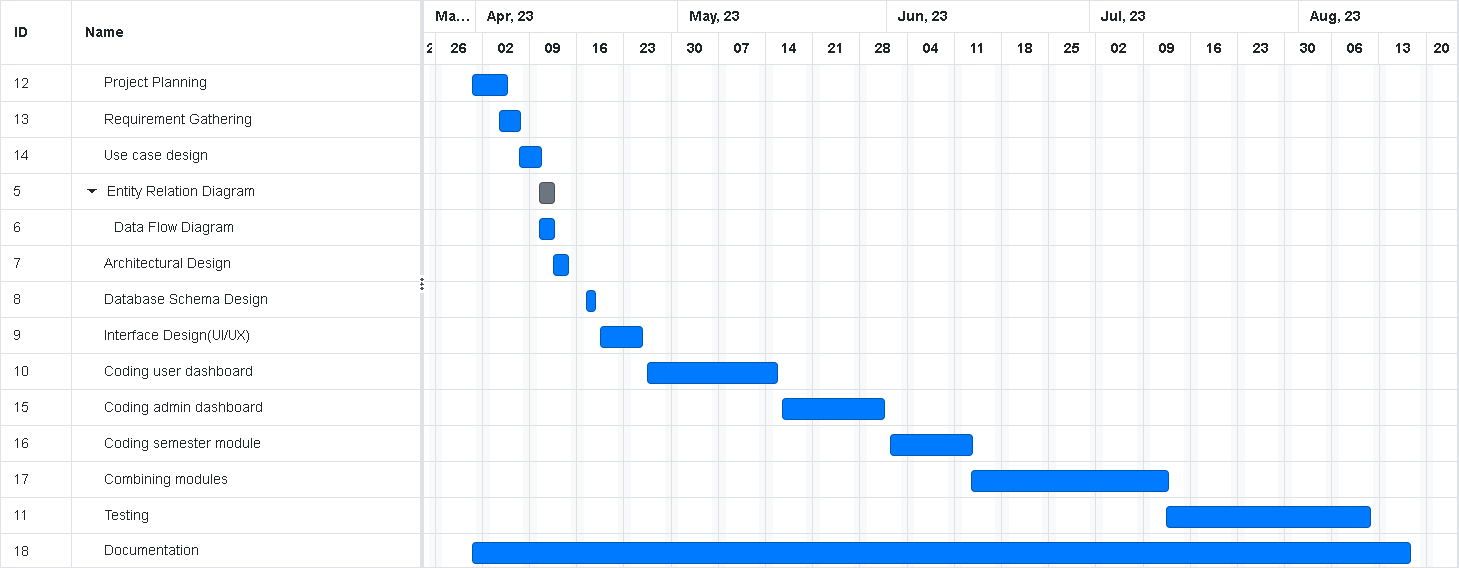 ID Name Ma... Apr, 23 May, 23 Jun, 23 Jul, 23 Aug, 23
26 02 09 16 23 30 07 14 21 28 04 11 18 25 02 09 16 23 30 06 13 20
12 Project Planning
13 Requirement Gathering
14 Use case design
5 Entity Relation Diagram
6 Data Flow Diagram
7 Architectural Design
8 Database Schema Design
9 Interface Design(UI/UX)
10 Coding user dashboard
15 Coding admin dashboard
16 Coding semester module
17 Combining modules
11 Testing
18 Documentation